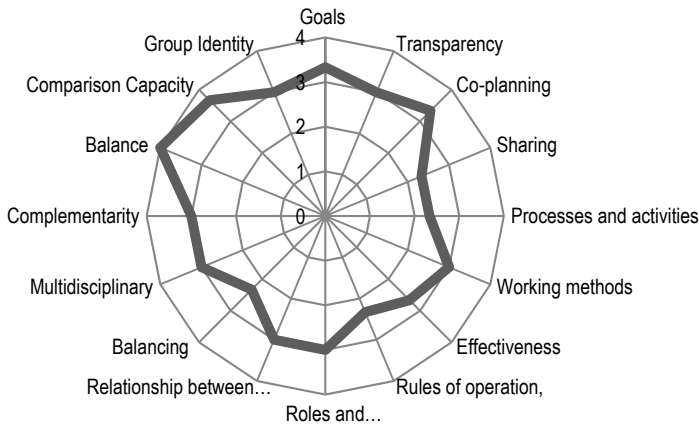 Goals
Group Identity
Transparency
4
Comparison Capacity
3
Co-planning
2
Balance
Sharing
1
Complementarity
0
Processes and activities
Multidisciplinary
Working methods
Balancing
Effectiveness
Relationship between…
Rules of operation,
Roles and…